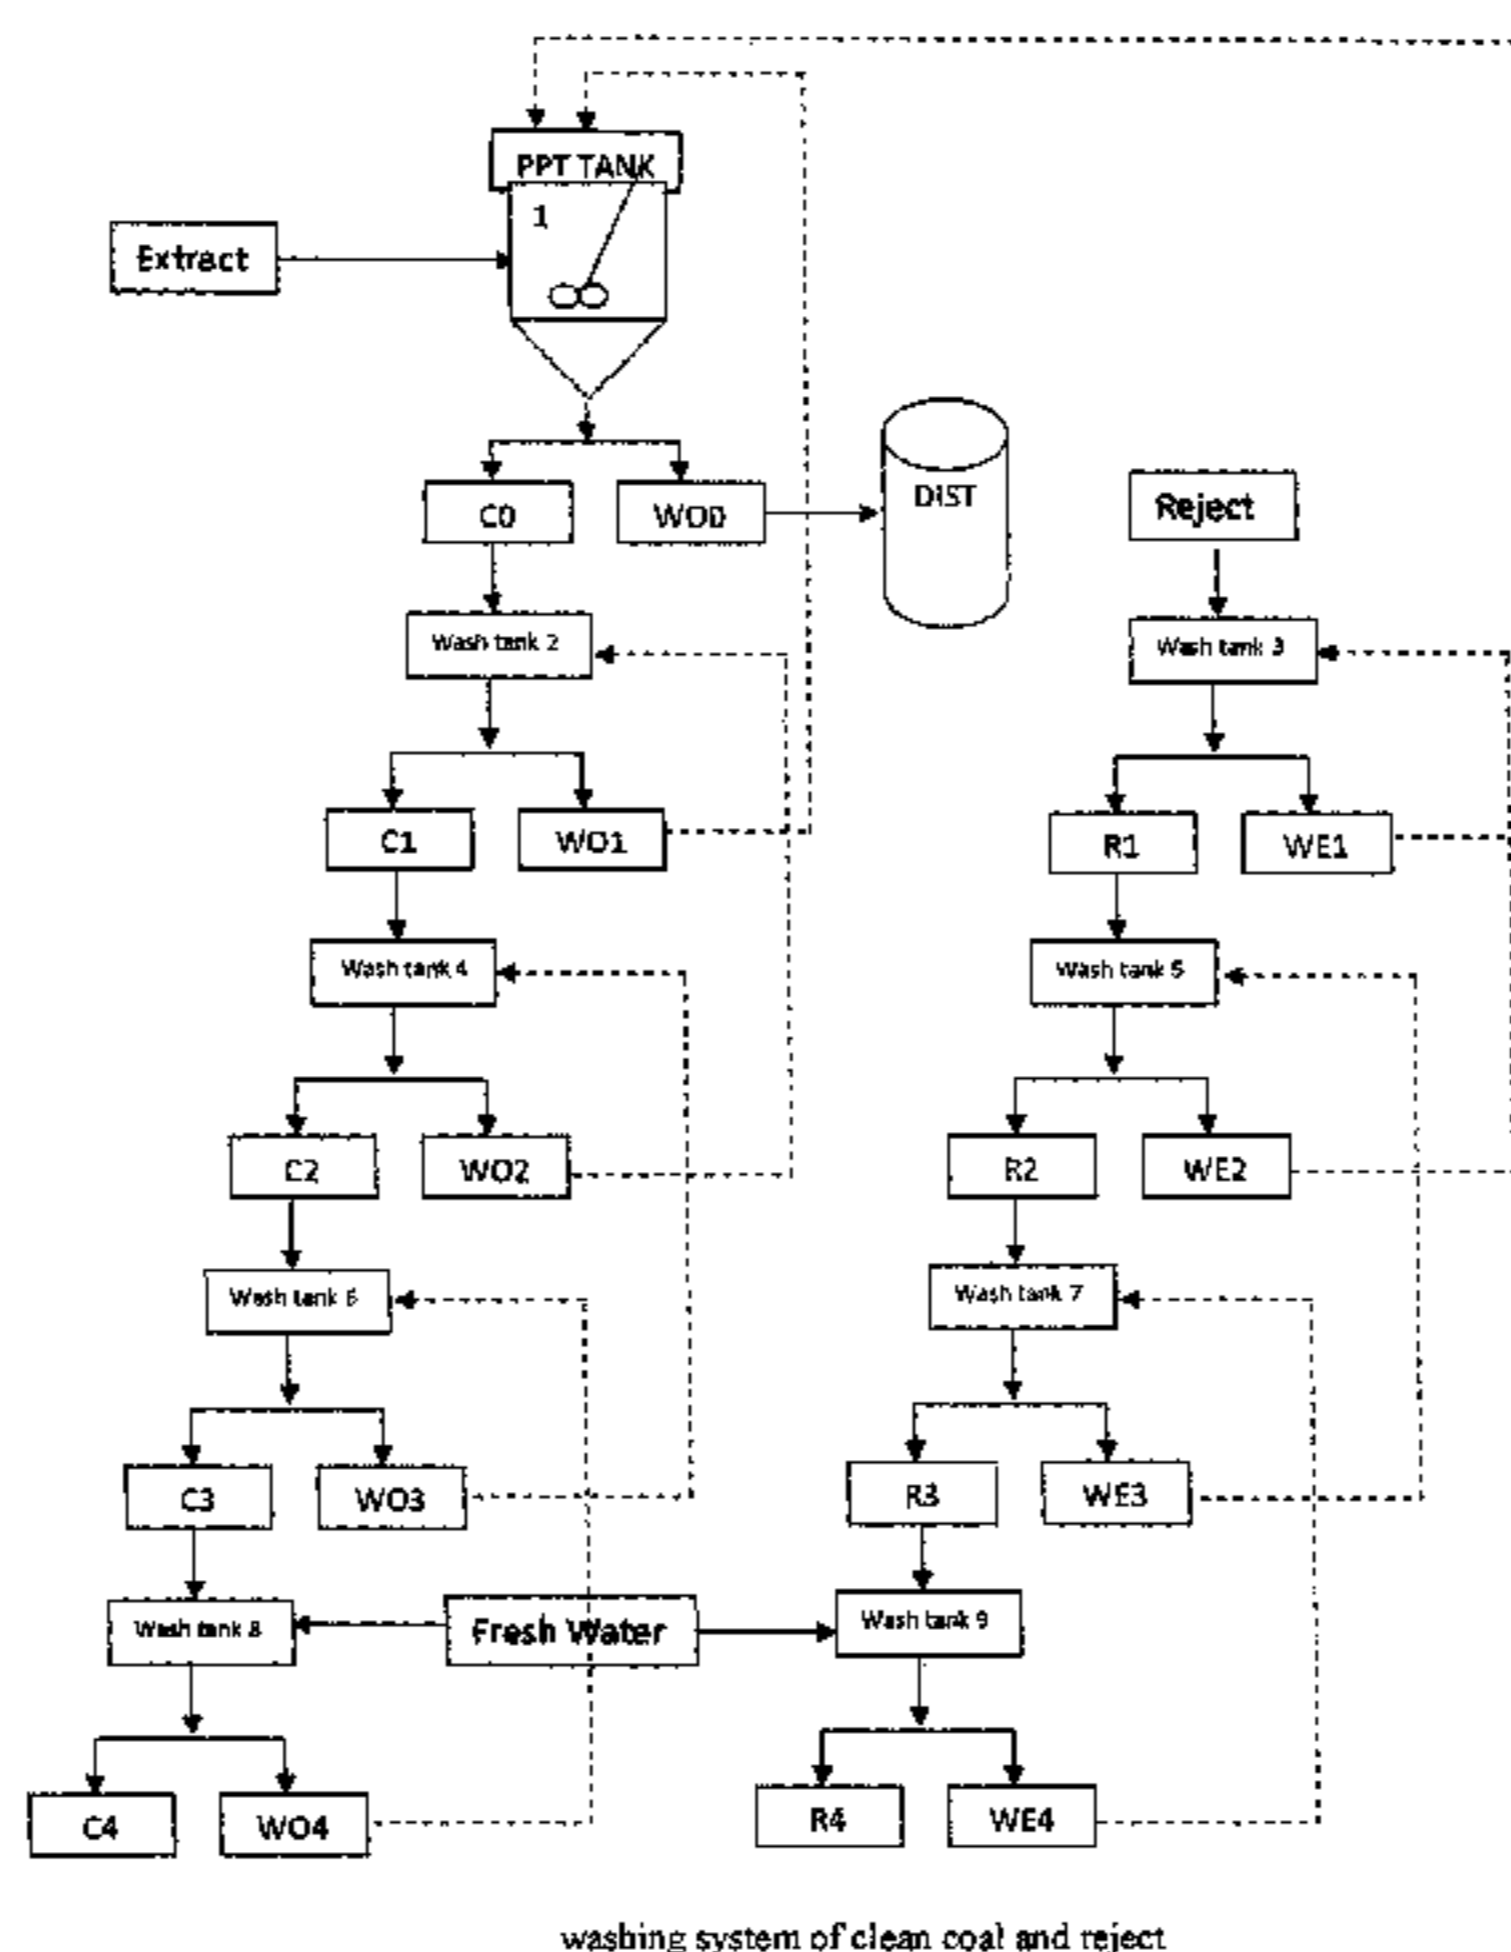 PPT TANK
1
Extract
C0
WO0
DIST
Reject
Wash tank 2
Wash tank 3
C1
WO1
R1
WE1
Wash tank 4
Wash tank 5
C2
WO2
R2
WE2
Wash tank 6
Wash tank 7
C3
WO3
R3
WE3
Wash tank 8
Fresh Water
Wash tank 9
C4
WO4
R4
WE4
washing system of clean coal and reject